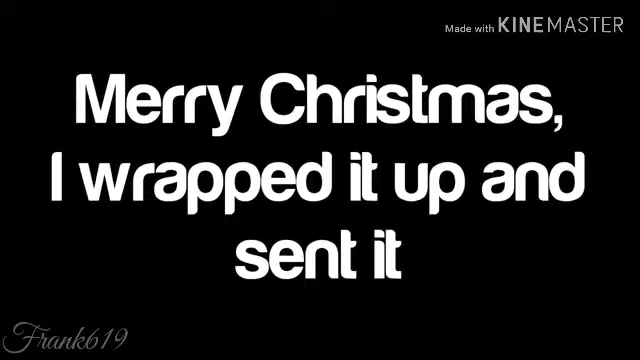 Made with KINEMASTER
Merry Christmas,
I wrapped it up and
sent it
Frank619